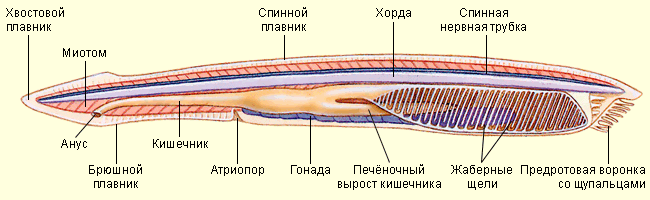 Хвостовой
плавник
Миотом
Спинной
плавник
Хорда
Спинная
нервная трубка
Анус
Брюшной
плавник
Кишечник
Атриопор
Гонада
Печёночный
вырост кишечника
Жаберные
щели
Предротовая воронка
со щупальцами